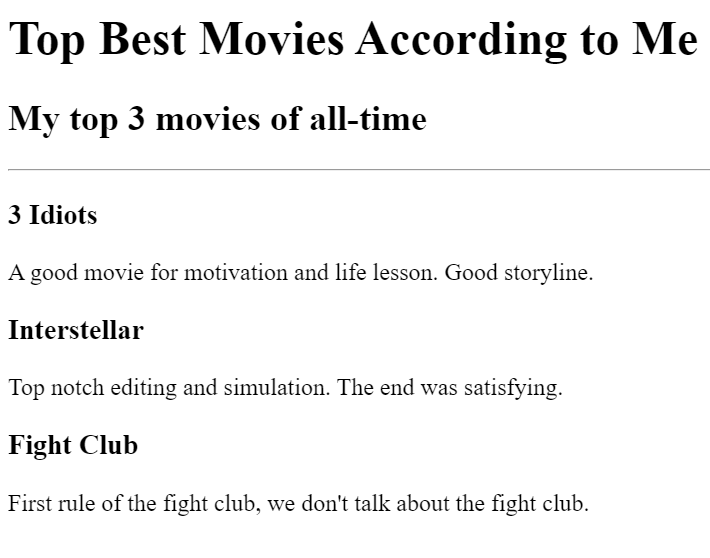 Top Best Movies According to Me
My top 3 movies of all-time
3 Idiots
A good movie for motivation and life lesson. Good storyline.
Interstellar
Top notch editing and simulation. The end was satisfying.
Fight Club
First rule of the fight club, we don't talk about the fight club.